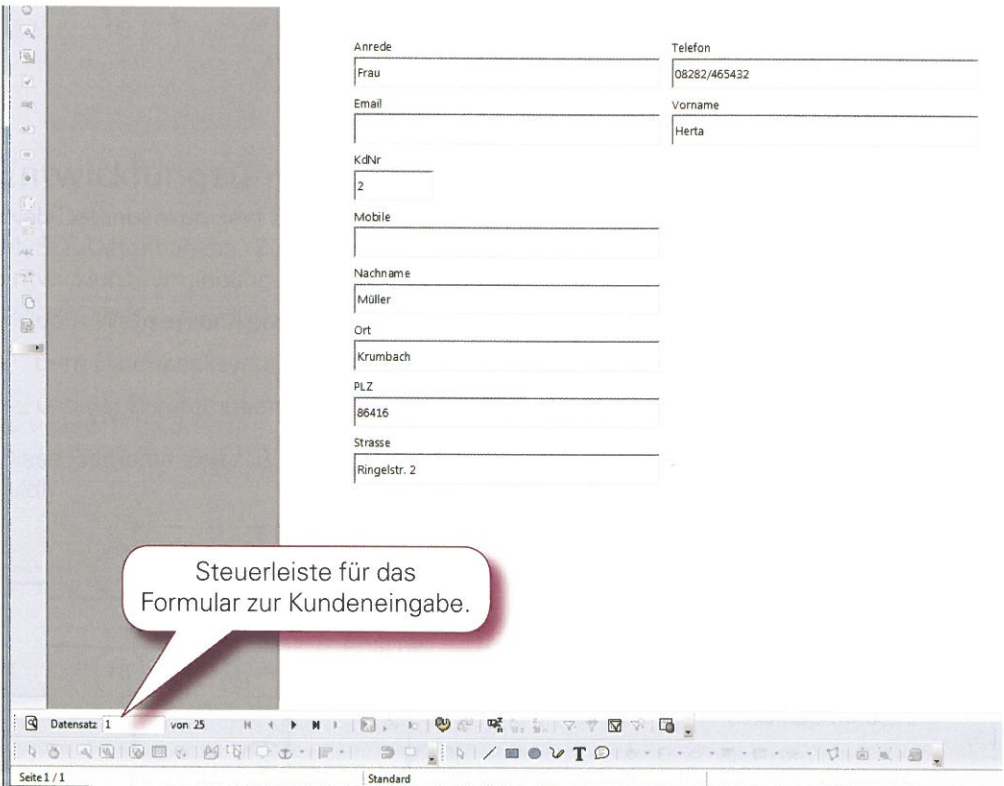 Anrede
Telefon
Frau
08282/465432
Email
Vorname
Herta
KdNr
2
Mobile
Nachname
Müller
Ort
Krumbach
PLZ
86416
Strasse
Ringelstr. 2
Steuerleiste für das
Formular zur Kundeneingabe.
Datensatz 1 von 25
Seite 1 / 1
Standard